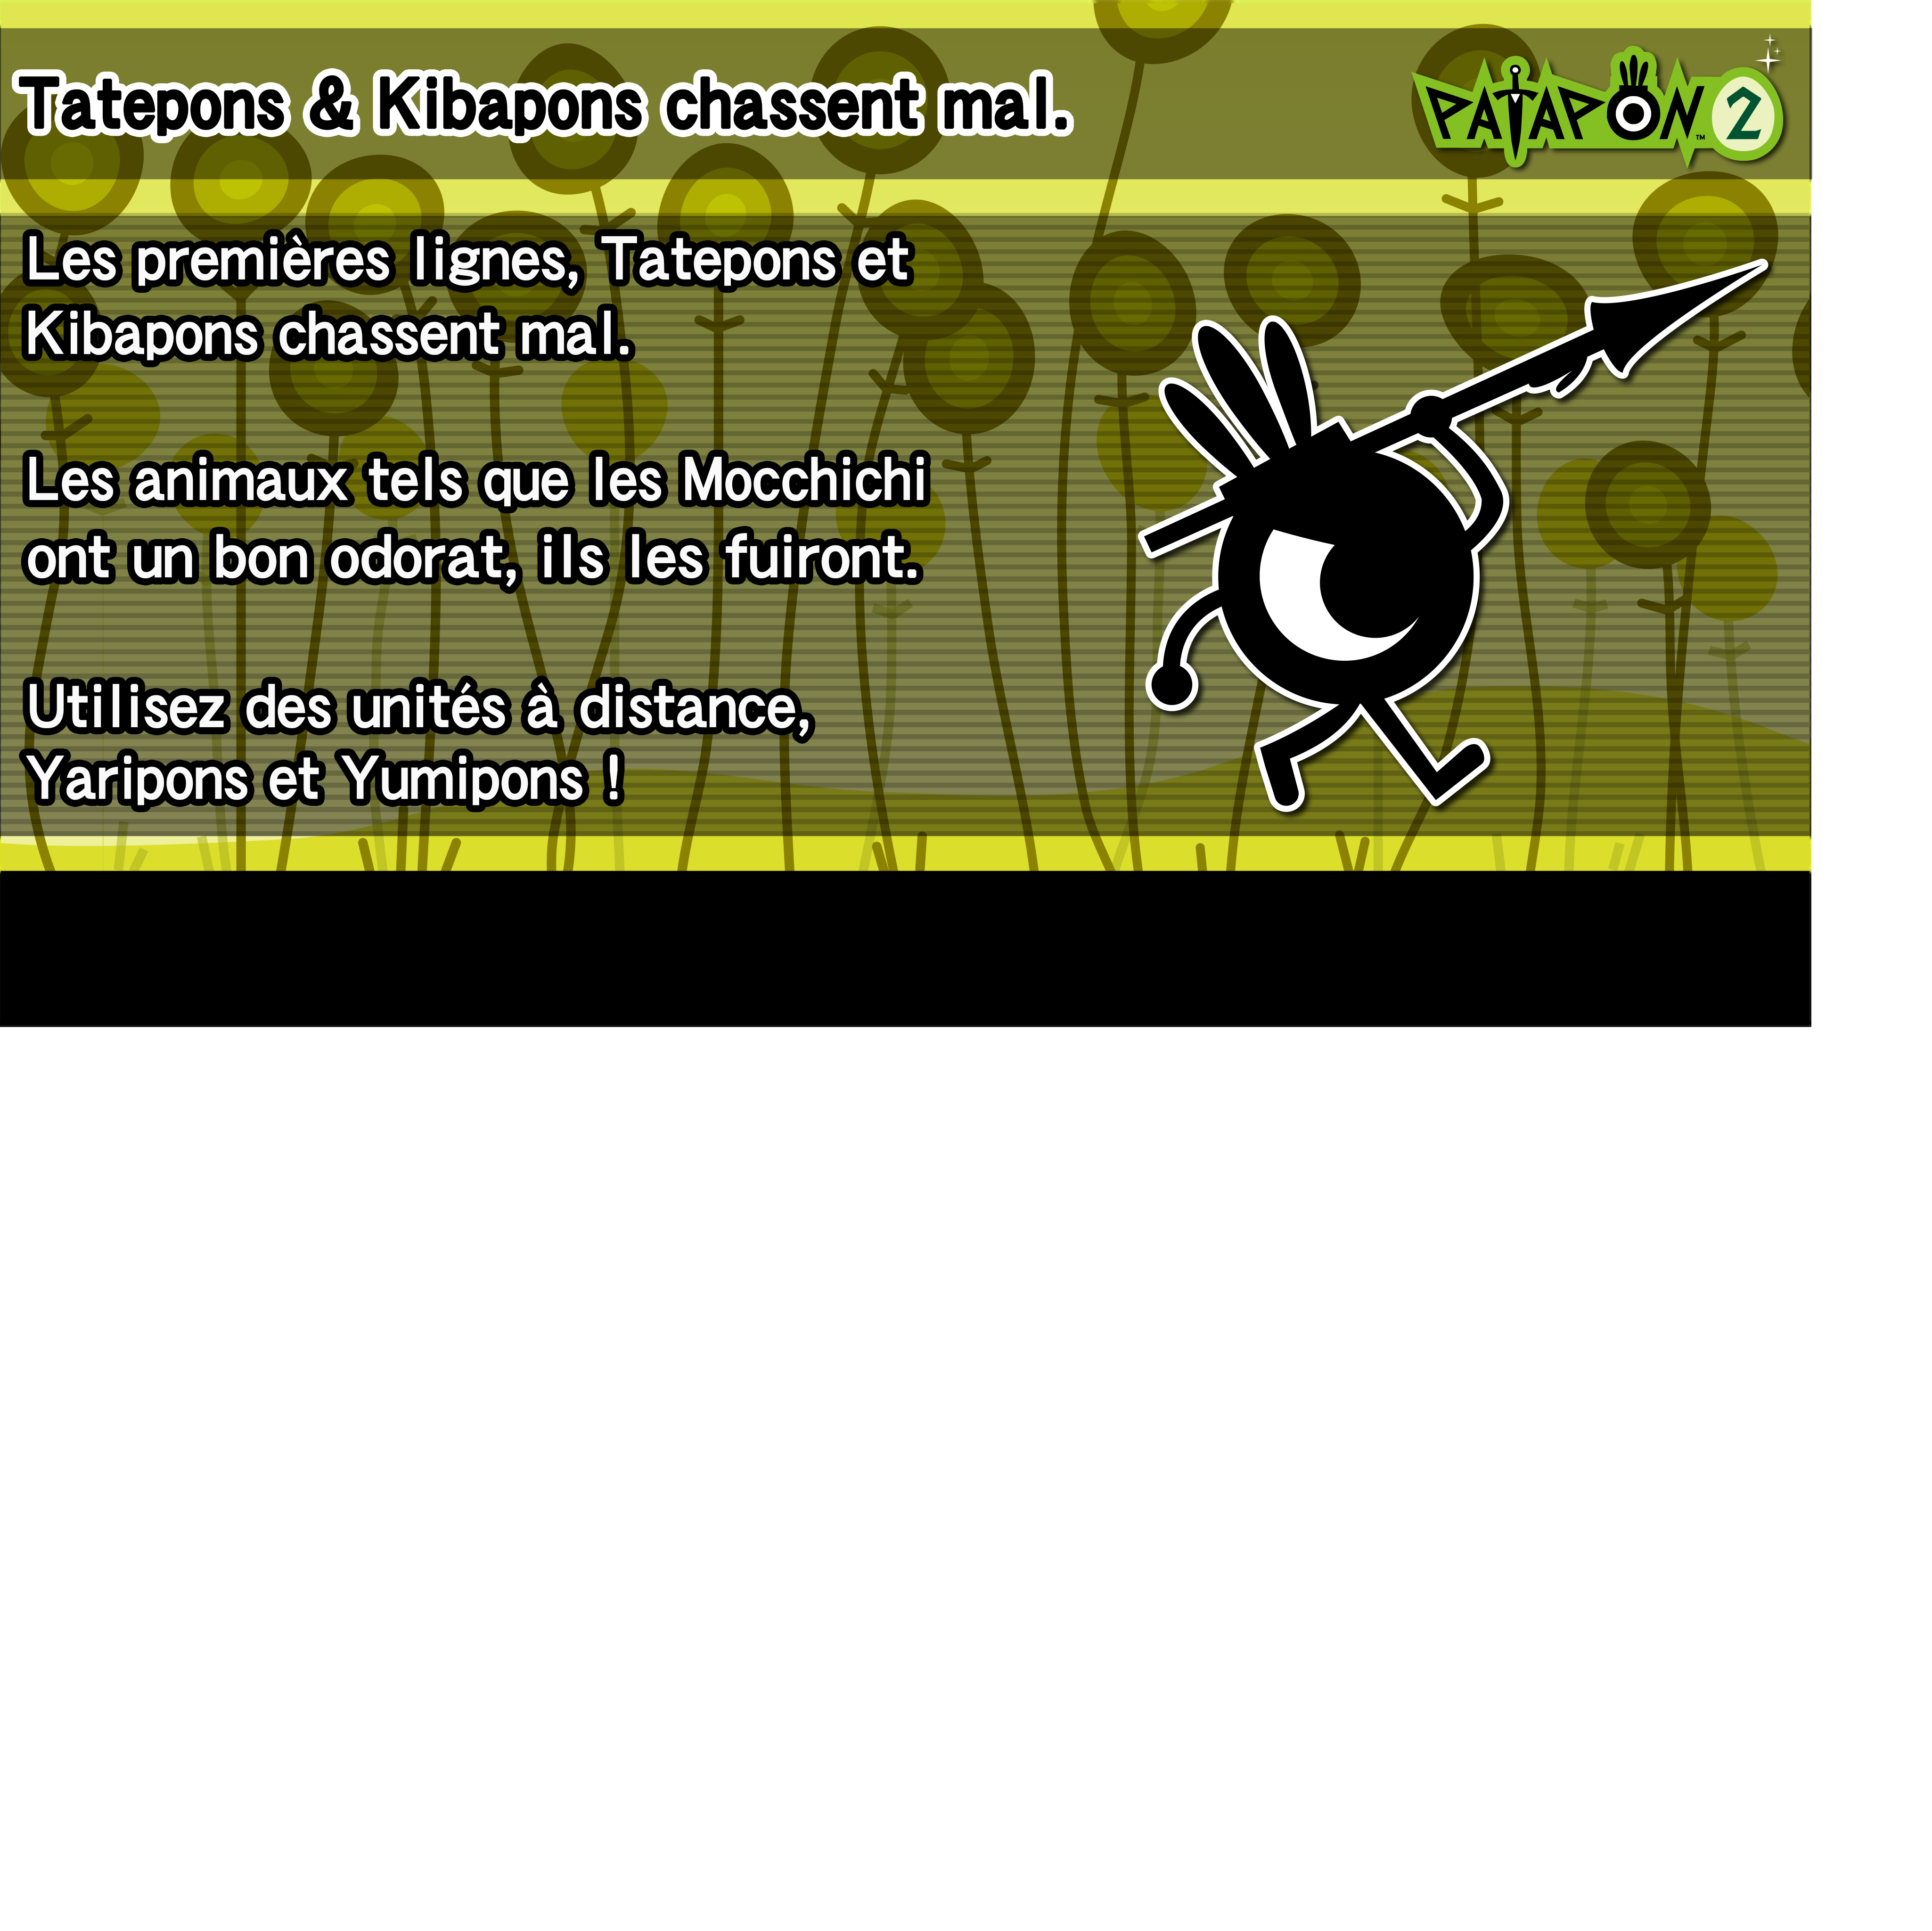 Tatepons & Kibapons chassent mal.
PATAPON 2 ™
Les premières lignes, Tatepons et
Kibapons chassent mal.
Les animaux tels que les Mocchichi
ont un bon odorat, ils les fuiront.
Utilisez des unités à distance,
Yaripons et Yumipons !